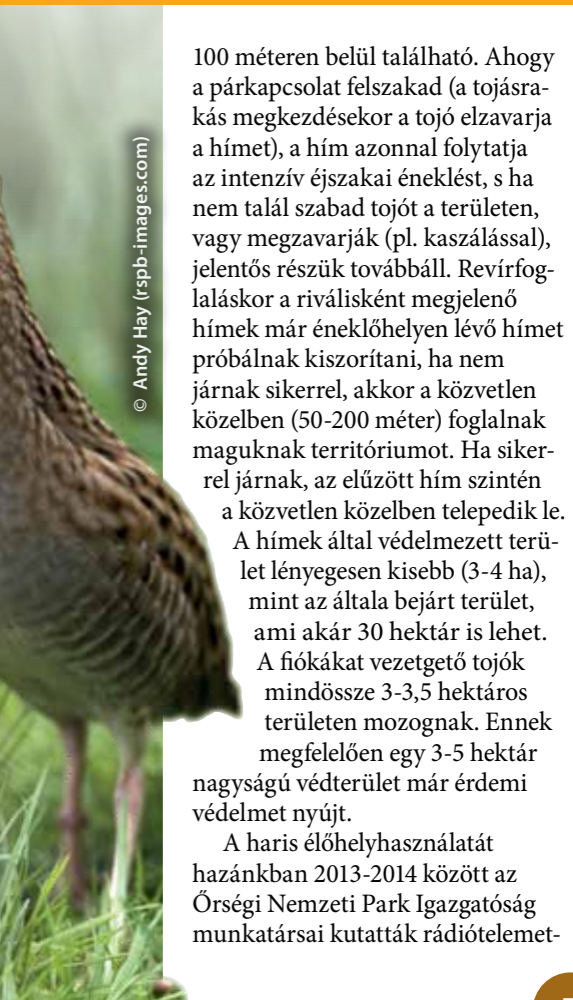 © Andy Hay (rspb-images.com)
100 méteren belül található. Ahogy
a párkapcsolat felszakad (a tojásra-
kás megkezdésekor a tojó elzavarja
a hímet), a hím azonnal folytatja
az intenzív éjszakai éneklést, s ha
nem talál szabad tojót a területen,
vagy megzavarják (pl. kaszálással),
jelentős részük továbbáll. Revírfog-
laláskor a riválisként megjelenő
hímek már éneklőhelyen lévő hímet
próbálnak kiszorítani, ha nem
járnak sikerrel, akkor a közvetlen
közelben (50-200 méter) foglalnak
maguknak territóriumot. Ha siker-
rel járnak, az elűzött hím szintén
a közvetlen közelben telepedik le.
A hímek által védelmezett terü-
let lényegesen kisebb (3-4 ha),
mint az általa bejárt terület,
ami akár 30 hektár is lehet.
A fiókákat vezetgető tojók
mindössze 3-3,5 hektáros
területen mozognak. Ennek
megfelelően egy 3-5 hektár
nagyságú védterület már érdemi
védelmet nyújt.
A haris élőhelyhasználatát
hazánkban 2013-2014 között az
Őrségi Nemzeti Park Igazgatóság
munkatársai kutatták rádiótelemet-